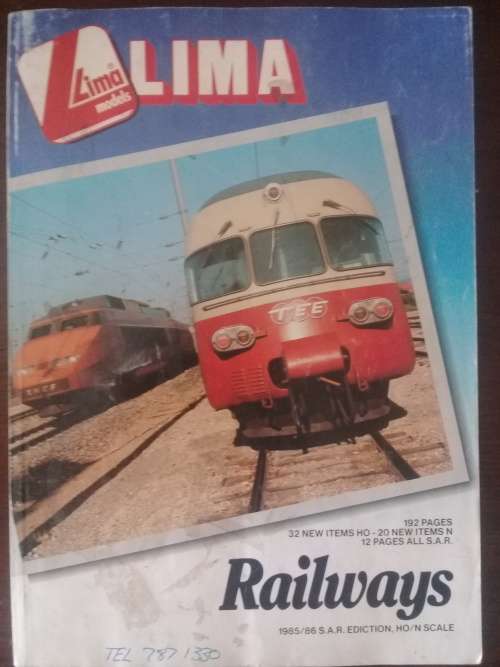 Lima
models
LIMA
TEE
192 PAGES
32 NEW ITEMS HO - 20 NEW ITEMS N
12 PAGES ALL S.A.R.
Railways
1985/86 S.A.R. EDICTION, HO/N SCALE
TEL 787 1330